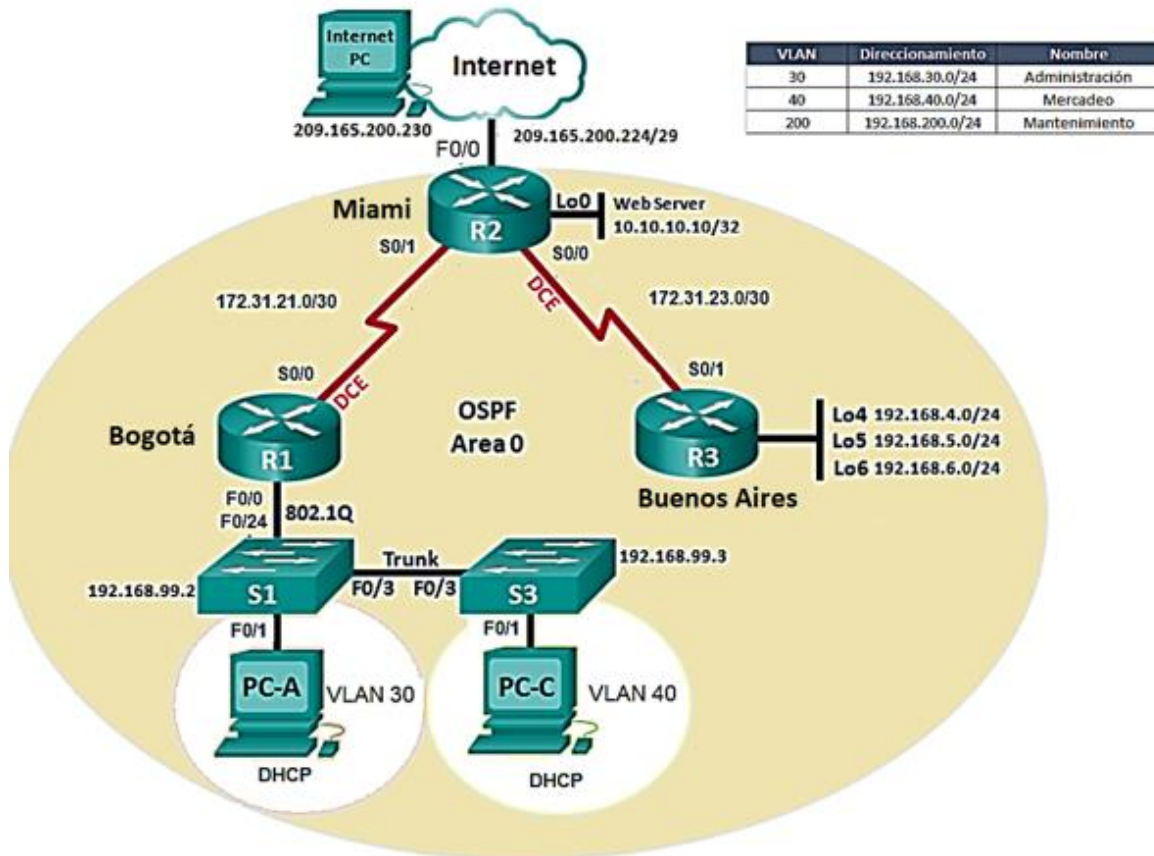 Internet
PC
Internet
209.165.200.230
209.165.200.224/29
F0/0
VLAN Direccionamiento Nombre
30 192.168.30.0/24 Administración
40 192.168.40.0/24 Mercadeo
200 192.168.200.0/24 Mantenimiento
Miami
R2
Lo0
Web Server
10.10.10.10/32
S0/1
S0/0
DCE
172.31.21.0/30
172.31.23.0/30
S0/0
DCE
S0/1
Bogotá
R1
OSPF
Area 0
R3
Buenos Aires
Lo4 192.168.4.0/24
Lo5 192.168.5.0/24
Lo6 192.168.6.0/24
F0/0
F0/24
802.1Q
Trunk
192.168.99.3
192.168.99.2
S1
F0/3
F0/3
S3
F0/1
F0/1
PC-A
VLAN 30
PC-C
VLAN 40
DHCP
DHCP